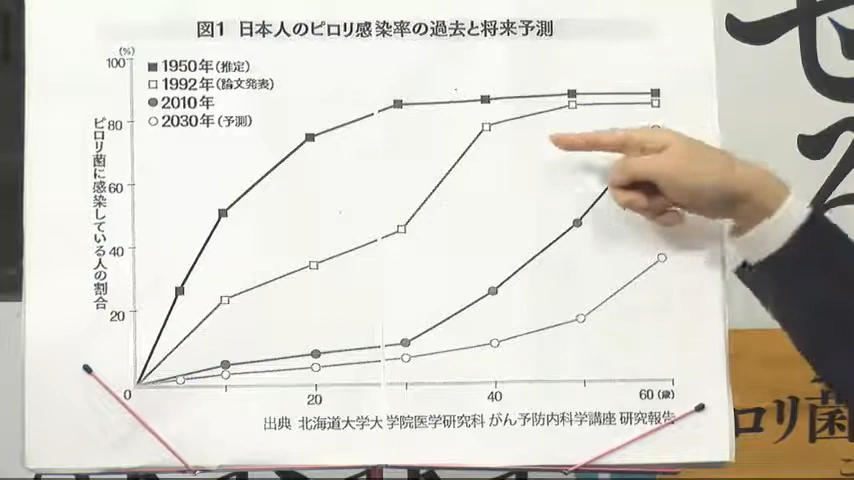 図1 日本人のピロリ感染率の過去と将来予測
(%)
100
80
60
40
20
0
ピロリ菌に感染している人の割合
1950年(推定)
1992年(論文発表)
2010年
2030年(予測)
20
40
60(歳)
出典 北海道大学大学院医学研究科 がん予防内科学講座 研究報告
ピロリ菌